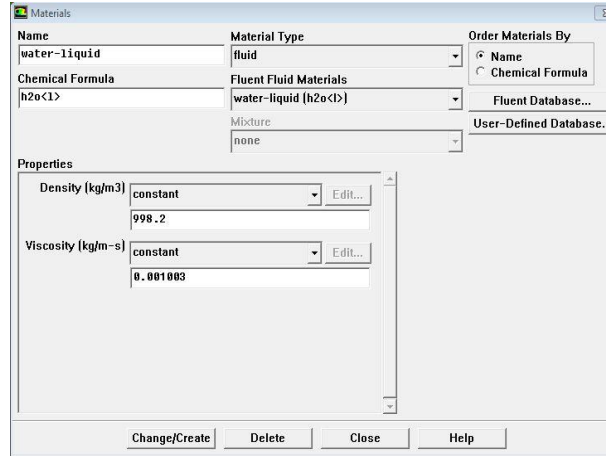 Materials
Name
water-liquid
Material Type
fluid
Order Materials By
Name
Chemical Formula
Chemical Formula
h2o<l>
Fluent Fluid Materials
water-liquid (h2o<l>)
Fluent Database...
Mixture
none
User-Defined Database.
Properties
Density (kg/m3) constant Edit...
998.2
Viscosity (kg/m-s) constant Edit...
0.001003
Change/Create Delete Close Help